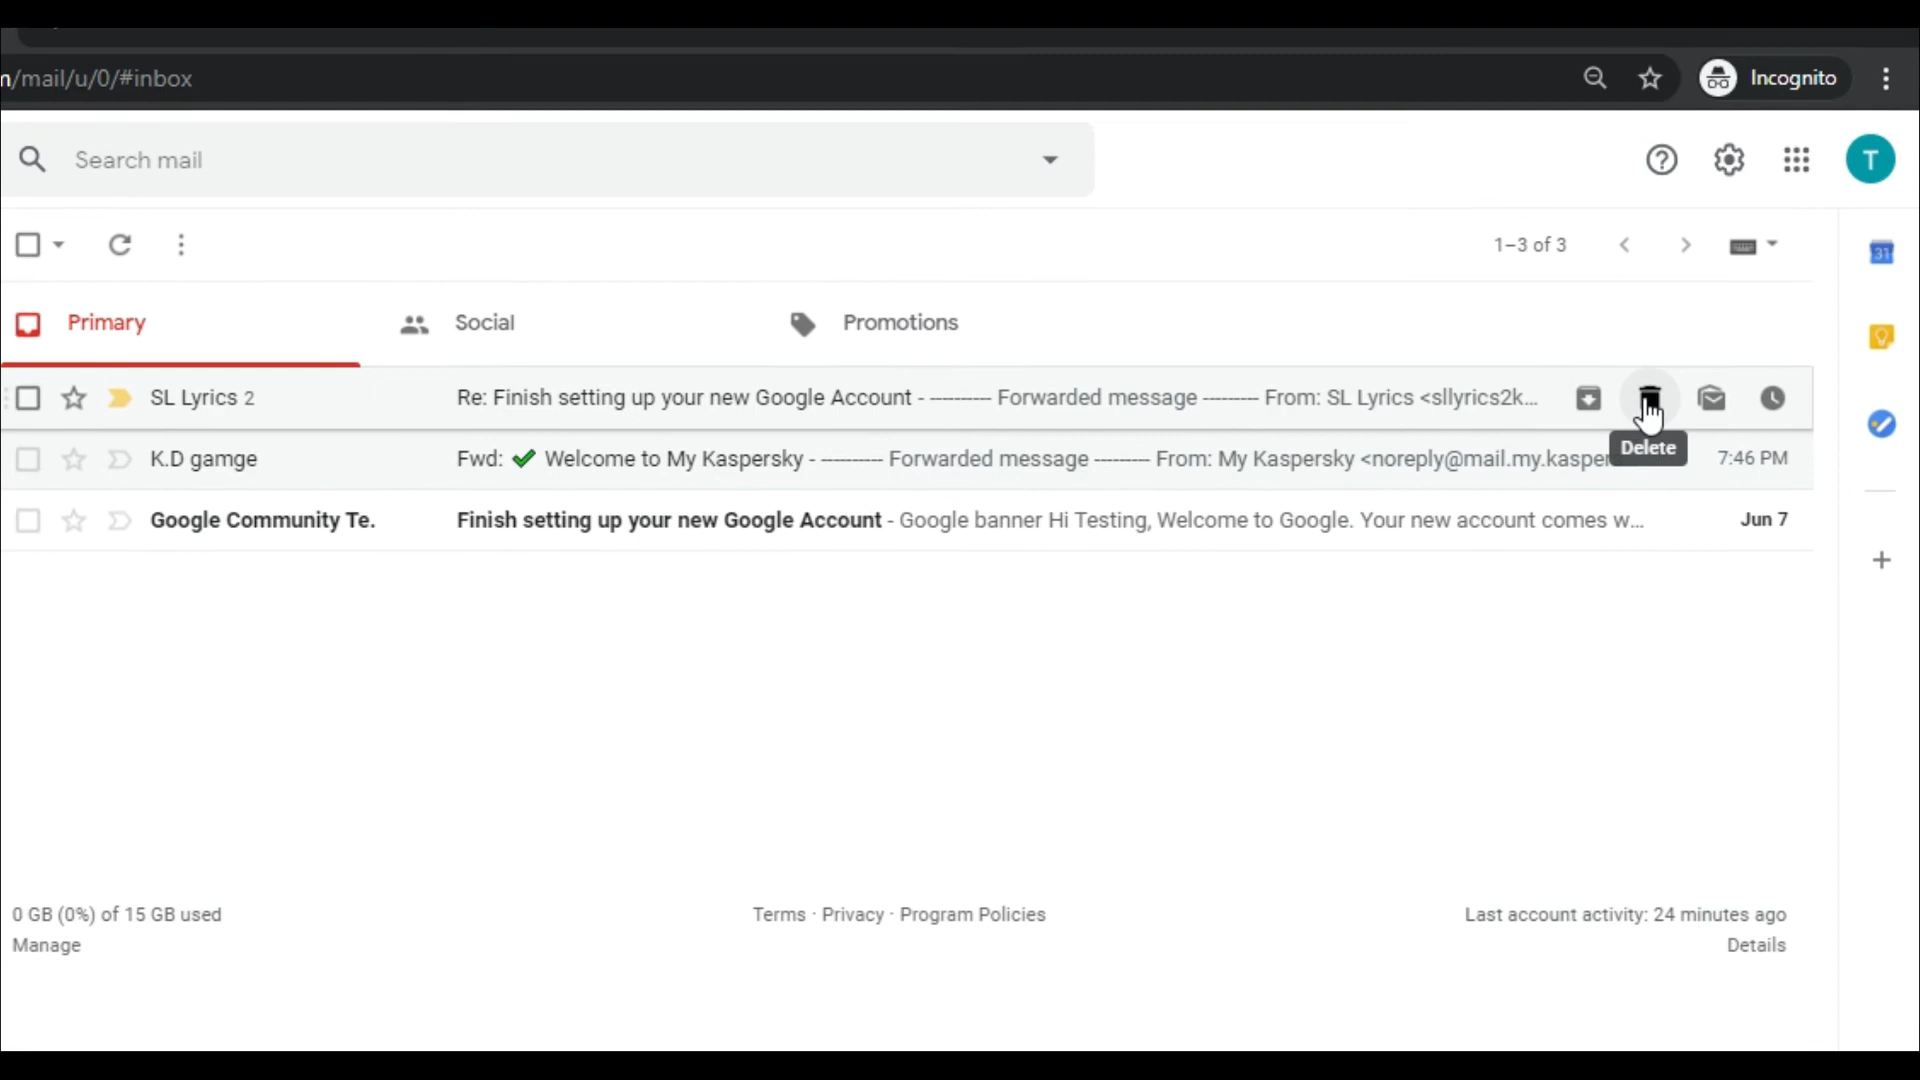 n/mail/u/0/#inbox
Incognito
Search mail
T
1–3 of 3
31
Primary
Social
Promotions
SL Lyrics 2 Re: Finish setting up your new Google Account - ---------- Forwarded message --------- From: SL Lyrics <sllyrics2k...
Delete
K.D gamge Fwd: ✔ Welcome to My Kaspersky - ---------- Forwarded message --------- From: My Kaspersky <noreply@mail.my.kasper 7:46 PM
Google Community Te. Finish setting up your new Google Account - Google banner Hi Testing, Welcome to Google. Your new account comes w... Jun 7
0 GB (0%) of 15 GB used
Manage
Terms · Privacy · Program Policies
Last account activity: 24 minutes ago
Details